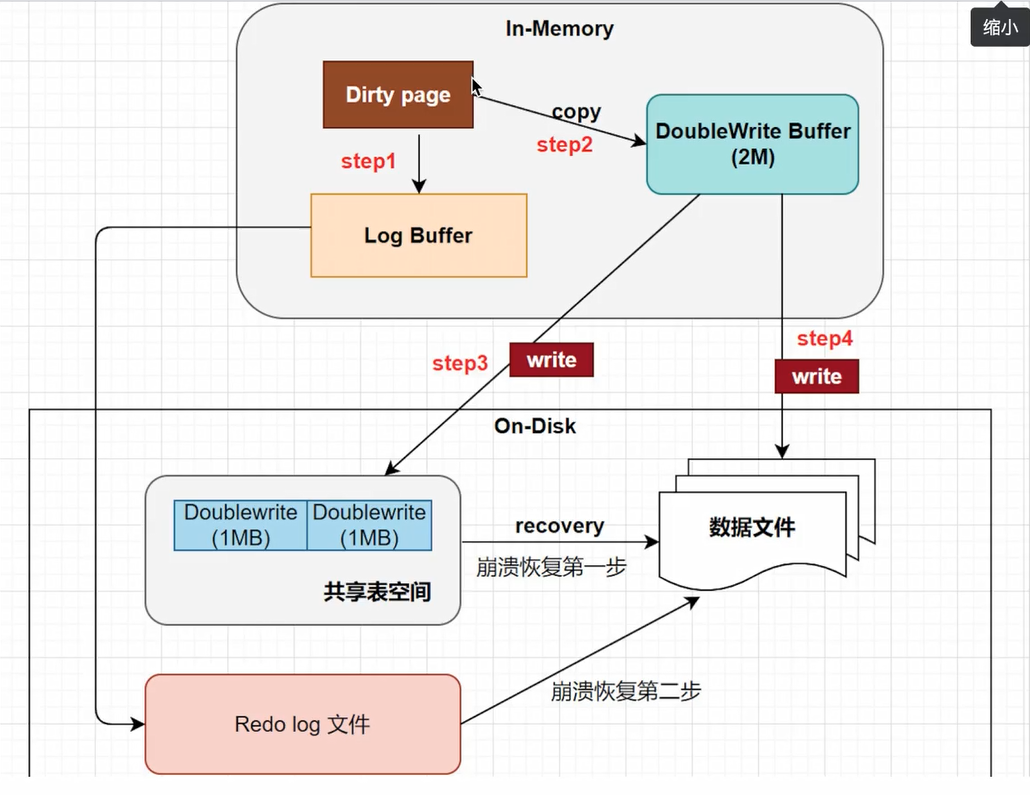 缩小
In-Memory
Dirty page
copy
step2
DoubleWrite Buffer
(2M)
step1
Log Buffer
step4
step3
write
write
On-Disk
Doublewrite
(1MB)
Doublewrite
(1MB)
共享表空间
recovery
崩溃恢复第一步
数据文件
崩溃恢复第二步
Redo log 文件